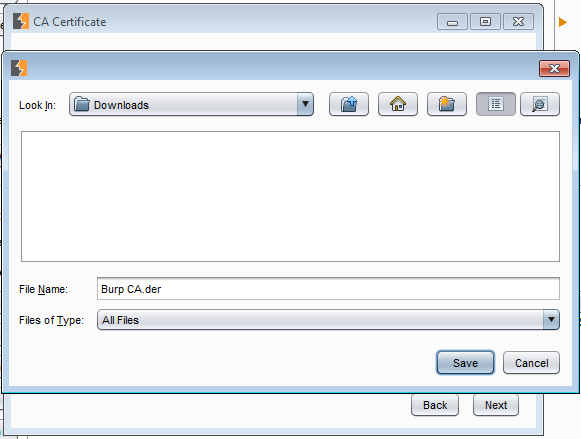 CA Certificate
Look In: Downloads
File Name: Burp CA.der
Files of Type: All Files
Save Cancel
Back Next